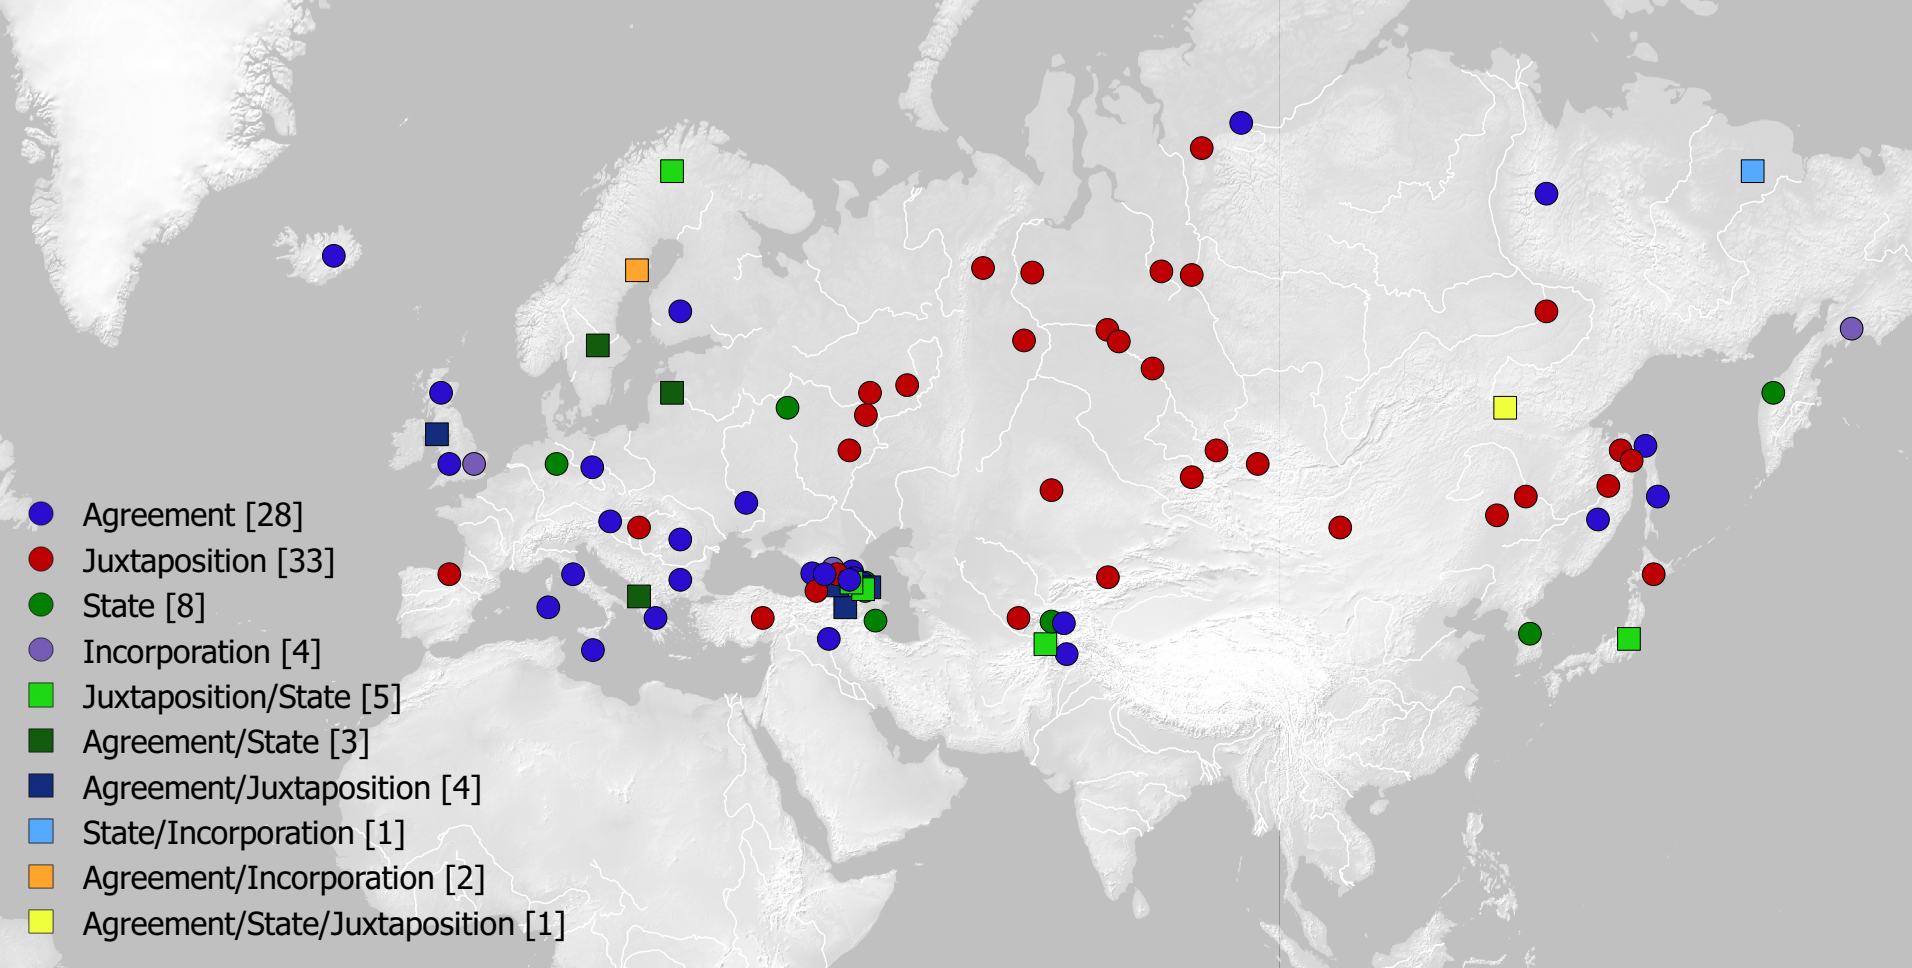 Agreement [28]
Juxtaposition [33]
State [8]
Incorporation [4]
Juxtaposition/State [5]
Agreement/State [3]
Agreement/Juxtaposition [4]
State/Incorporation [1]
Agreement/Incorporation [2]
Agreement/State/Juxtaposition [1]